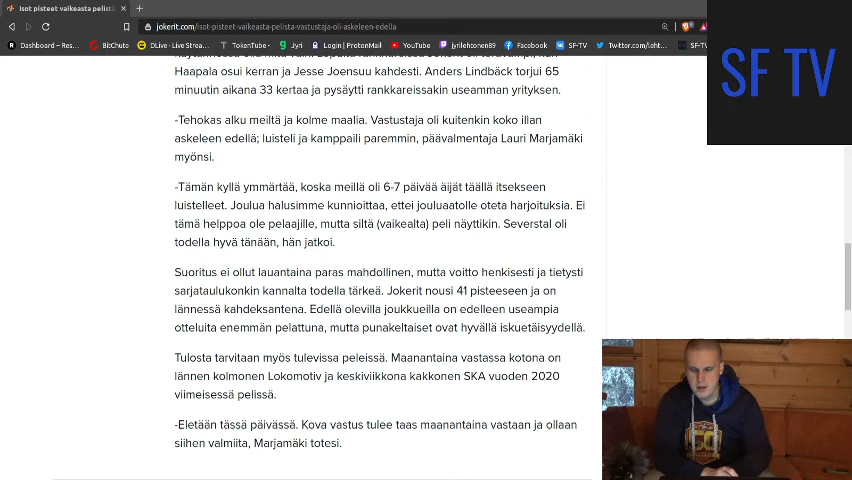 Isot pisteet vaikeasta pelistä
jokerit.com/isot-pisteet-vaikeasta-pelista-vastustaja-oli-askeleen-edella
Dashboard – Res... BitChute DLive · Live Strea... TokenTube · Jyri Login | ProtonMail YouTube jyrilehtonen89 Facebook SF-TV Twitter.com/leht... SF-TV
SF TV
Haapala osui kerran ja Jesse Joensuu kahdesti. Anders Lindbäck torjui 65
minuutin aikana 33 kertaa ja pysäytti rankkareissakin useamman yrityksen.
-Tehokas alku meiltä ja kolme maalia. Vastustaja oli kuitenkin koko illan
askeleen edellä; luisteli ja kamppaili paremmin, päävalmentaja Lauri Marjamäki
myönsi.
-Tämän kyllä ymmärtää, koska meillä oli 6-7 päivää äijät täällä itsekseen
luistelleet. Joulua halusimme kunnioittaa, ettei jouluaatolle oteta harjoituksia. Ei
tämä helppoa ole pelaajille, mutta siltä (vaikealta) peli näyttikin. Severstal oli
todella hyvä tänään, hän jatkoi.
Suoritus ei ollut lauantaina paras mahdollinen, mutta voitto henkisesti ja tietysti
sarjataulukonkin kannalta todella tärkeä. Jokerit nousi 41 pisteeseen ja on
lännessä kahdeksantena. Edellä olevilla joukkueilla on edelleen useampia
otteluita enemmän pelattuna, mutta punakeltaiset ovat hyvällä iskuetäisyydellä.
Tulosta tarvitaan myös tulevissa peleissä. Maanantaina vastassa kotona on
lännen kolmonen Lokomotiv ja keskiviikkona kakkonen SKA vuoden 2020
viimeisessä pelissä.
-Eletään tässä päivässä. Kova vastus tulee taas maanantaina vastaan ja ollaan
siihen valmiita, Marjamäki totesi.